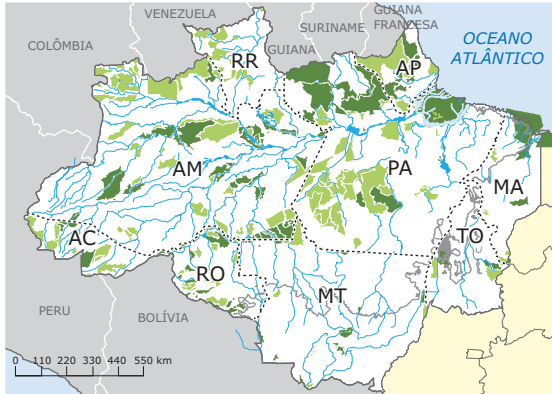 VENEZUELA
GUIANA
FRANCESA
SURINAME
COLÔMBIA
GUIANA
OCEANO
ATLÂNTICO
RR
AP
AM
PA
MA
AC
TO
RO
MT
PERU
BOLÍVIA
0 110 220 330 440 550 km